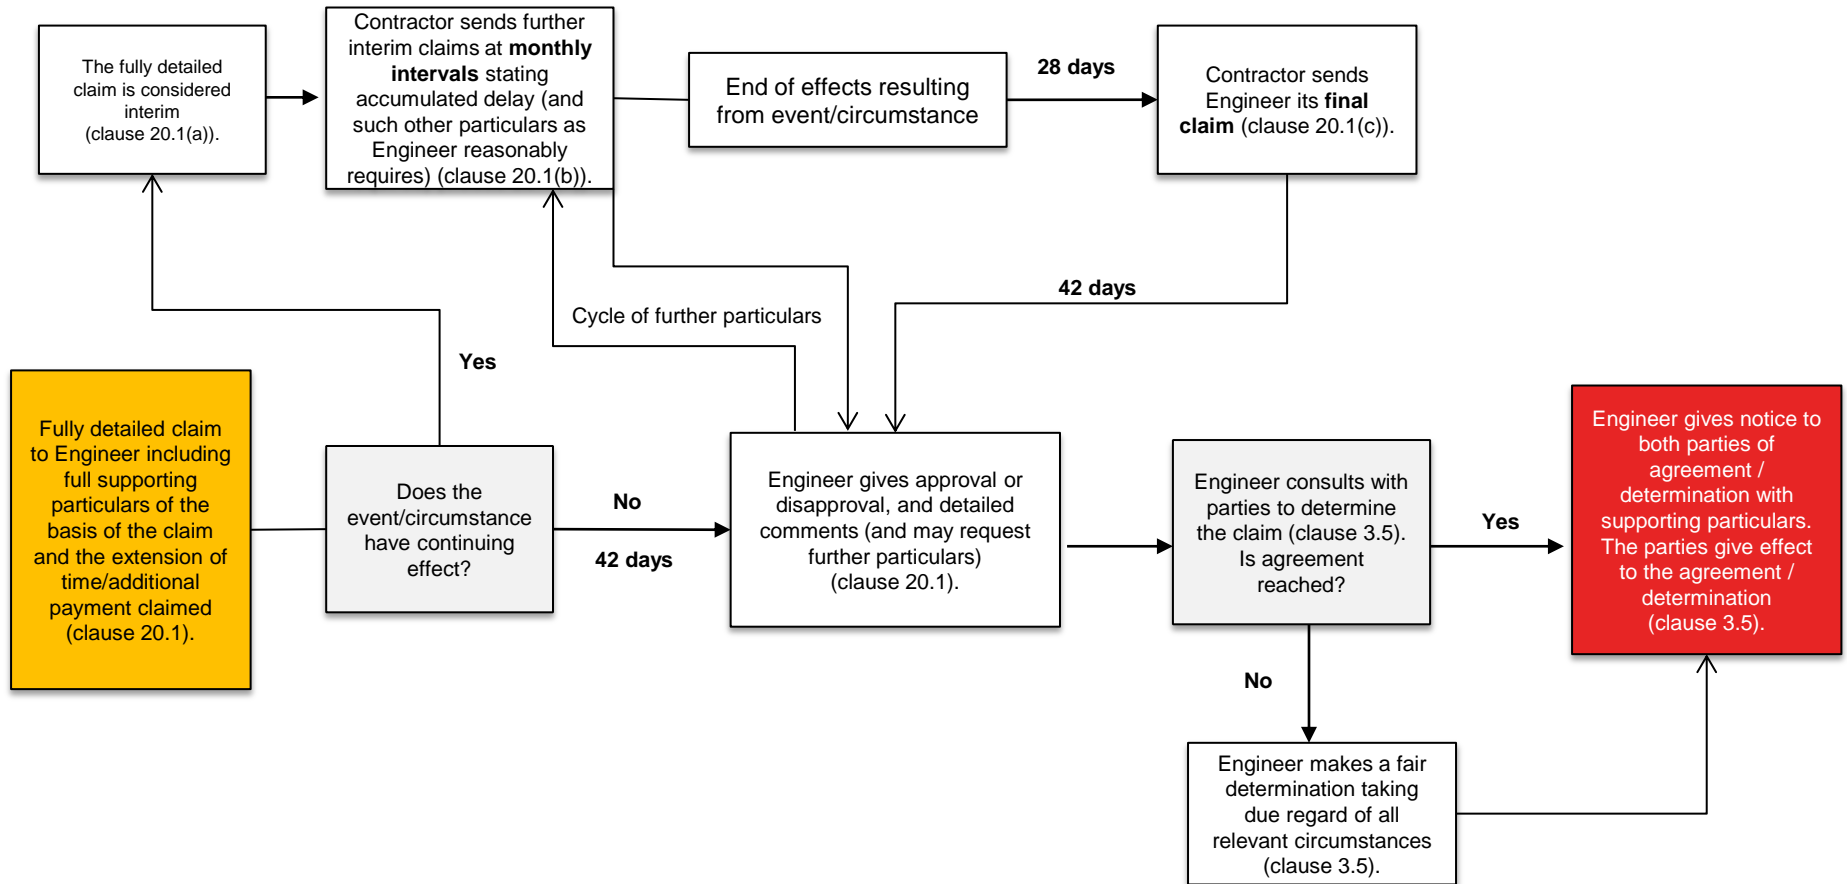 The fully detailed
claim is considered
interim
(clause 20.1(a)).
Contractor sends further
interim claims at monthly
intervals stating
accumulated delay (and
such other particulars as
Engineer reasonably
requires) (clause 20.1(b)).
End of effects resulting
from event/circumstance
28 days
Contractor sends
Engineer its final
claim (clause 20.1(c)).
42 days
Cycle of further particulars
Yes
Fully detailed claim
to Engineer including
full supporting
particulars of the
basis of the claim
and the extension of
time/additional
payment claimed
(clause 20.1).
Does the
event/circumstance
have continuing
effect?
No
42 days
Engineer gives approval or
disapproval, and detailed
comments (and may request
further particulars)
(clause 20.1).
Engineer consults with
parties to determine
the claim (clause 3.5).
Is agreement
reached?
Yes
Engineer gives notice to
both parties of
agreement /
determination with
supporting particulars.
The parties give effect
to the agreement /
determination
(clause 3.5).
No
Engineer makes a fair
determination taking
due regard of all
relevant circumstances
(clause 3.5).